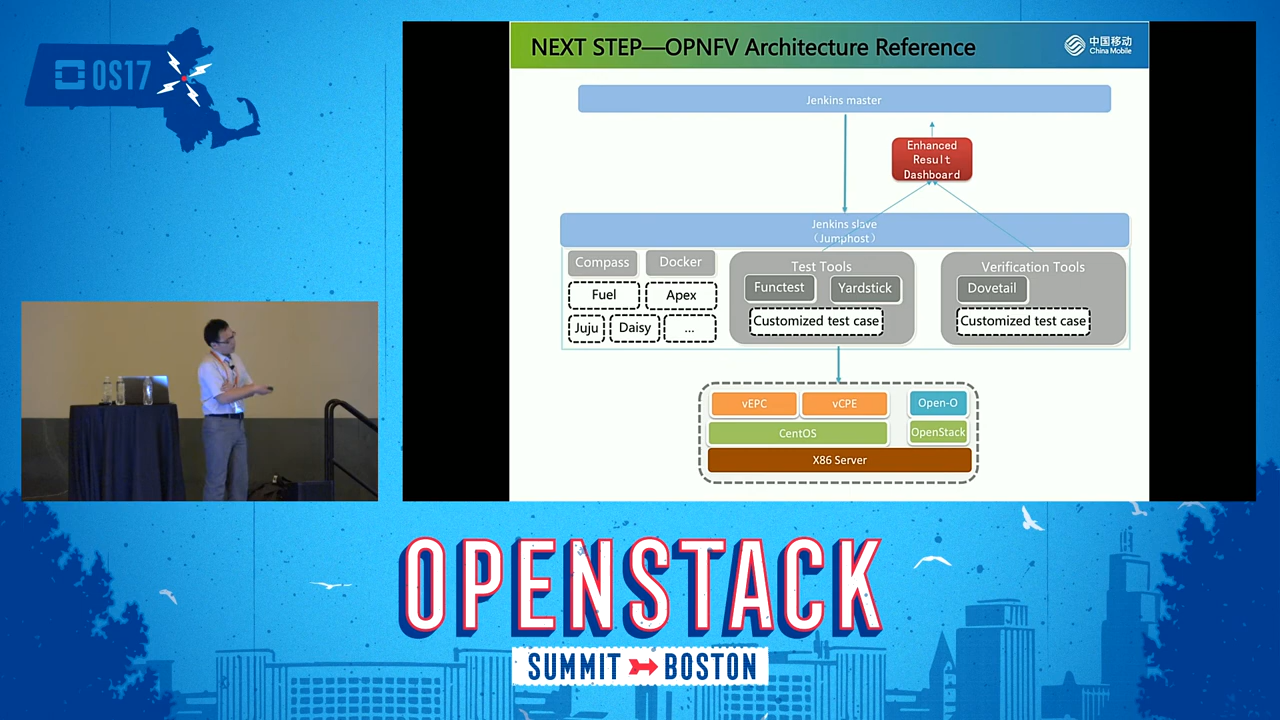 OS17
NEXT STEP—OPNFV Architecture Reference
中国移动
China Mobile
Jenkins master
Enhanced
Result
Dashboard
Jenkins slave
(Jumphost)
Compass
Docker
Fuel
Apex
Juju
Daisy
...
Test Tools
Functest
Yardstick
Customized test case
Verification Tools
Dovetail
Customized test case
vEPC
vCPE
Open-O
CentOS
OpenStack
X86 Server
OPENSTACK
SUMMIT
BOSTON